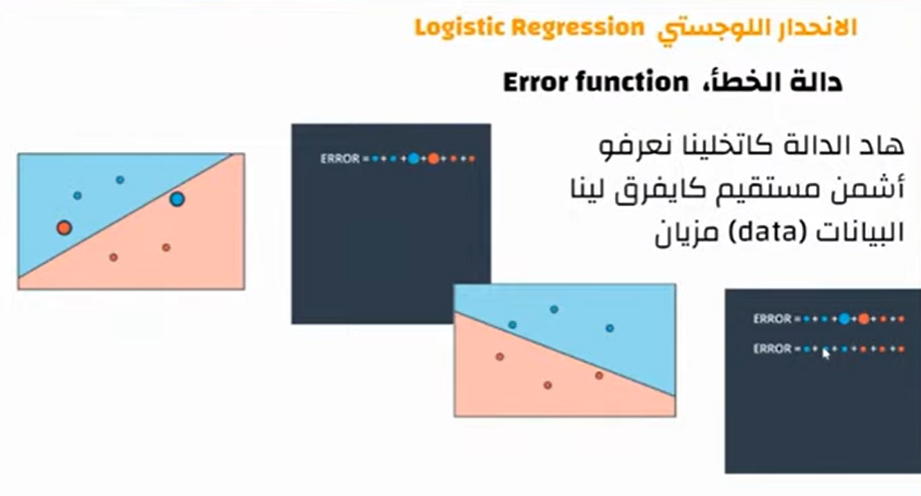 الانحدار اللوجستي Logistic Regression
دالة الخطأ، Error function
هاد الدالة كاتخلينا نعرفو
أشمن مستقيم كايفرق لينا
البيانات (data) مزيان
ERROR = + + + + + +
ERROR = + + + + +
ERROR = + + + + +